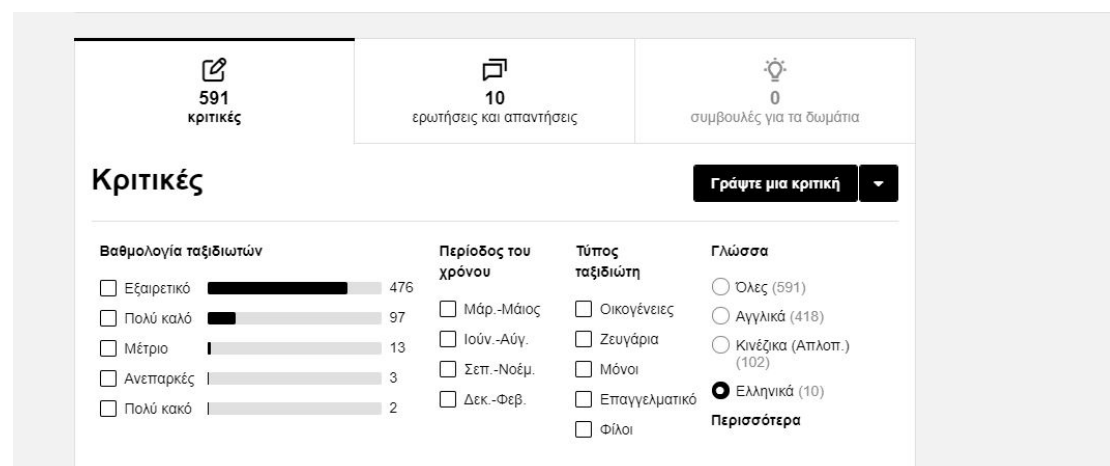 591
κριτικές
10
ερωτήσεις και απαντήσεις
0
συμβουλές για τα δωμάτια
Κριτικές
Γράψτε μια κριτική
Βαθμολογία ταξιδιωτών
Εξαιρετικό 476
Πολύ καλό 97
Μέτριο 13
Ανεπαρκές 3
Πολύ κακό 2
Περίοδος του
χρόνου
Μάρ.-Μάιος
Ιούν.-Αύγ.
Σεπ.-Νοέμ.
Δεκ.-Φεβ.
Τύπος
ταξιδιώτη
Οικογένειες
Ζευγάρια
Μόνοι
Επαγγελματικό
Φίλοι
Γλώσσα
Όλες (591)
Αγγλικά (418)
Κινέζικα (Απλοπ.)
(102)
Ελληνικά (10)
Περισσότερα